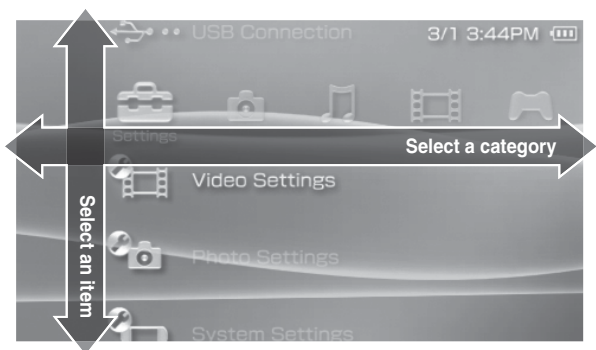 USB Connection
3/1 3:44PM
Settings
Select a category
Video Settings
Select an item
Photo Settings
System Settings